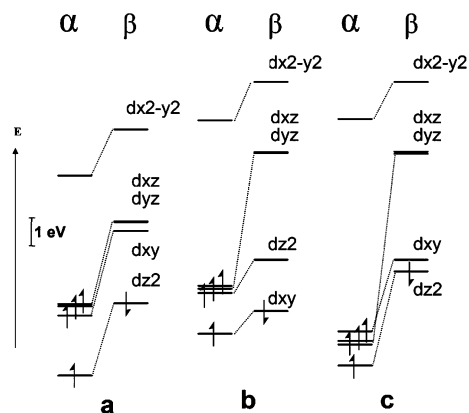 α β α β α β
dx2-y2 dx2-y2 dx2-y2
E
dxz dxz dxz
dyz dyz dyz
1 eV
dxy dz2 dxy
dz2 dxy dz2
a b c